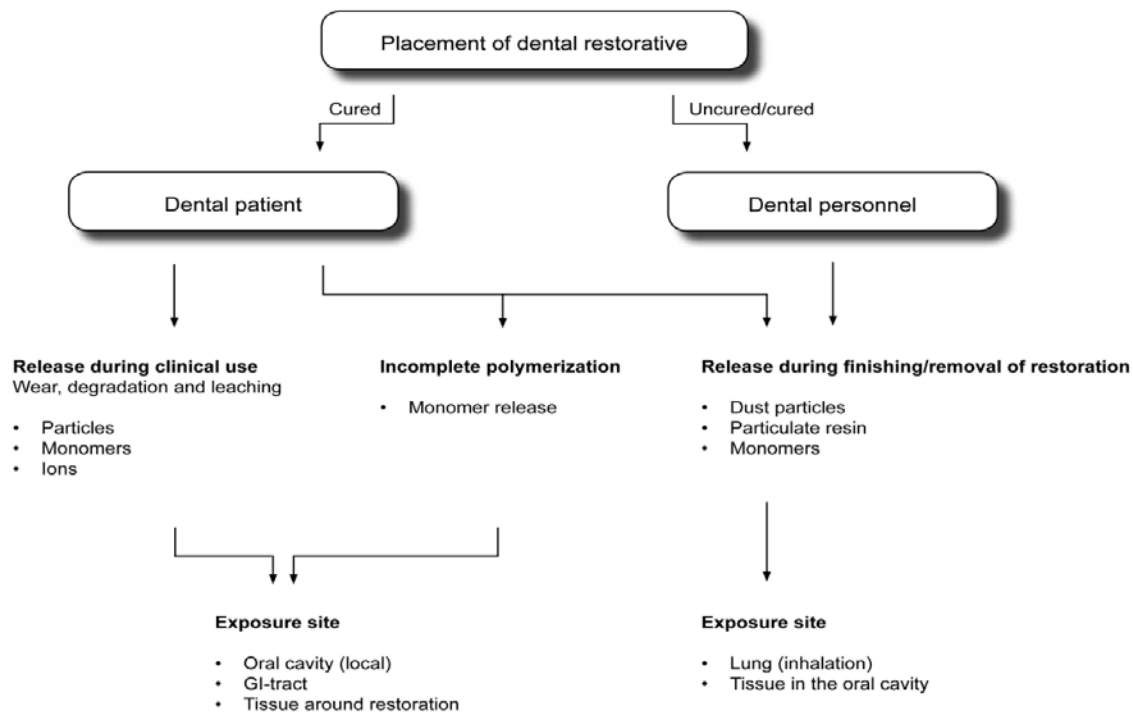 Placement of dental restorative
Cured
Uncured/cured
Dental patient
Dental personnel
Release during clinical use
Wear, degradation and leaching
• Particles
• Monomers
• Ions
Incomplete polymerization
• Monomer release
Release during finishing/removal of restoration
• Dust particles
• Particulate resin
• Monomers
Exposure site
• Oral cavity (local)
• GI-tract
• Tissue around restoration
Exposure site
• Lung (inhalation)
• Tissue in the oral cavity